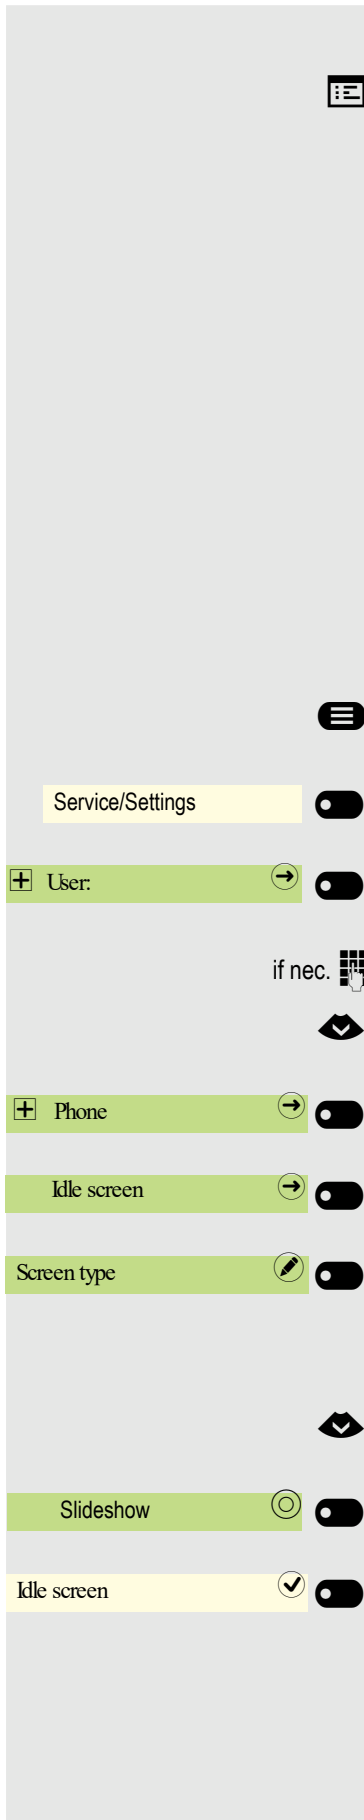 Service/Settings
User:
if nec.
Phone
Idle screen
Screen type
Slideshow
Idle screen